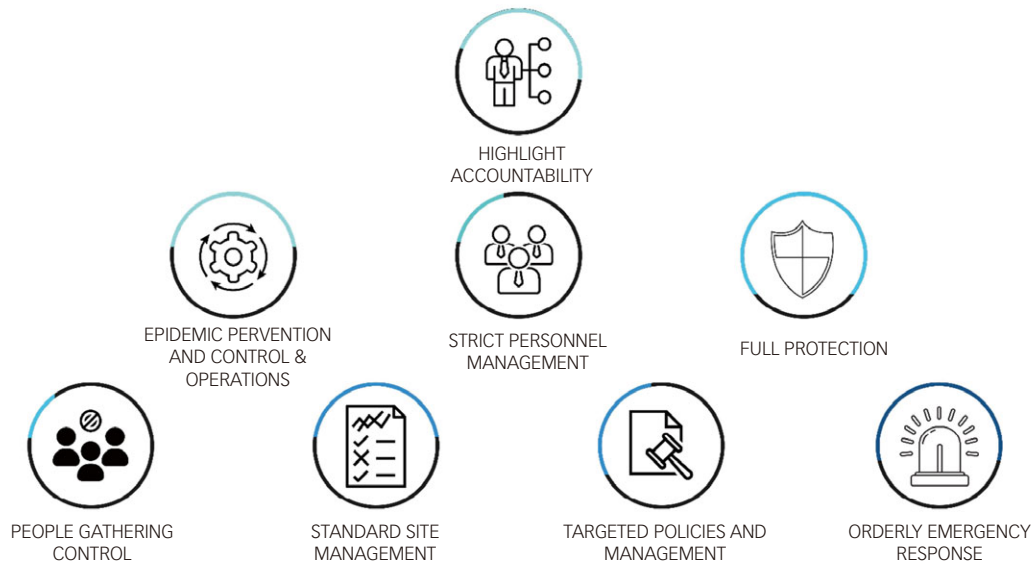 HIGHLIGHT
ACCOUNTABILITY
EPIDEMIC PERVENTION
AND CONTROL &
OPERATIONS
STRICT PERSONNEL
MANAGEMENT
FULL PROTECTION
PEOPLE GATHERING
CONTROL
STANDARD SITE
MANAGEMENT
TARGETED POLICIES AND
MANAGEMENT
ORDERLY EMERGENCY
RESPONSE